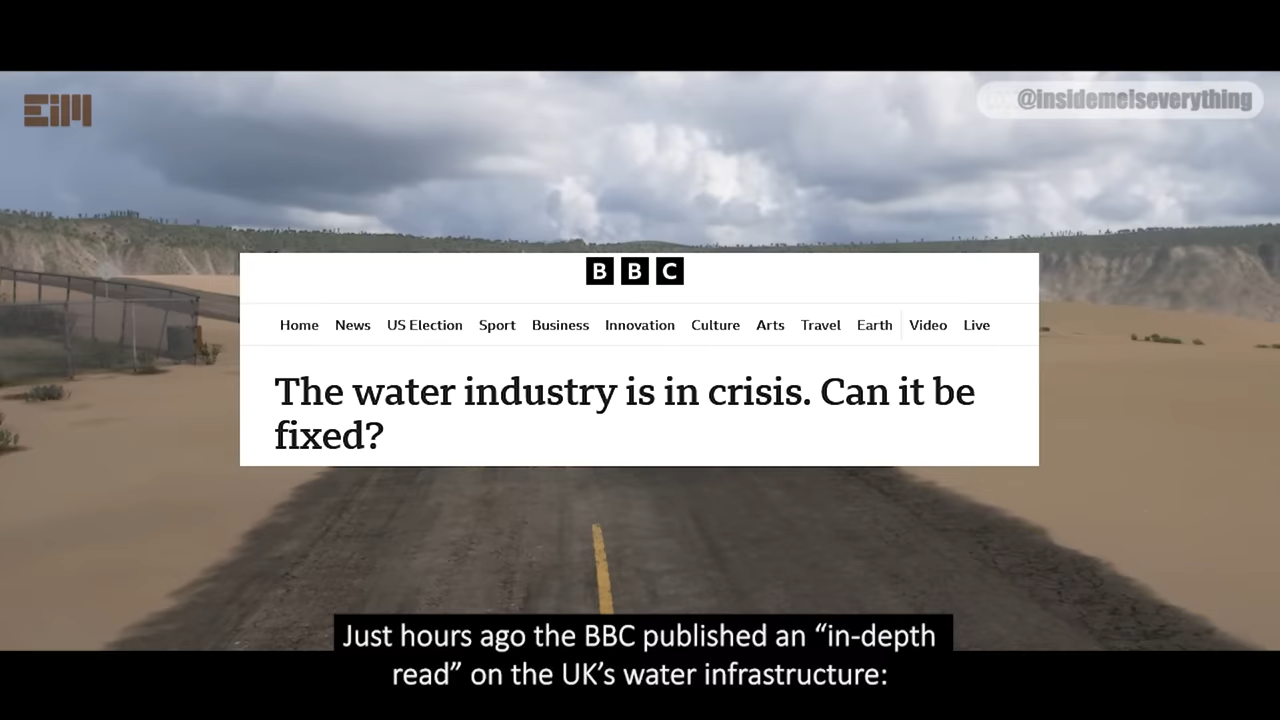 EiM
@insidemeiseverything
BBC
Home News US Election Sport Business Innovation Culture Arts Travel Earth Video Live
The water industry is in crisis. Can it be
fixed?
Just hours ago the BBC published an “in-depth
read” on the UK’s water infrastructure: